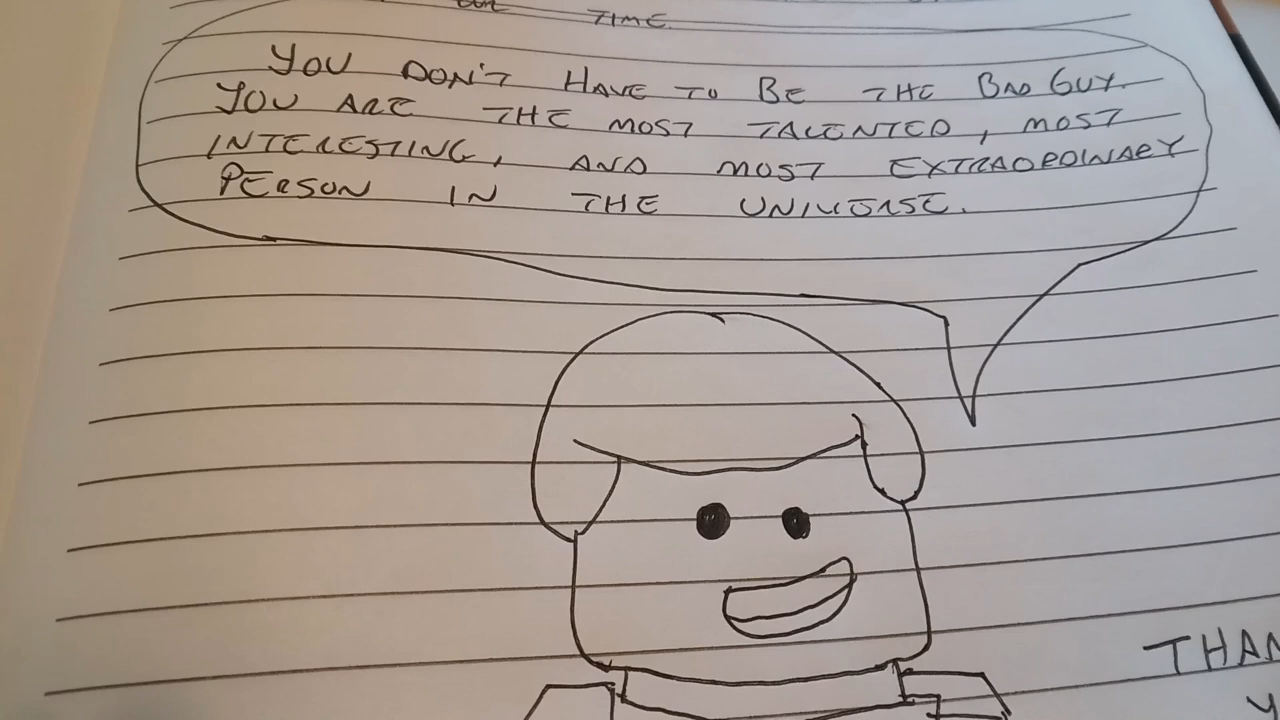 TIME
YOU DON'T HAVE TO BE THE BAD GUY.
YOU ARE THE MOST TALENTED, MOST
INTERESTING, AND MOST EXTRAORDINARY
PERSON IN THE UNIVERSE.